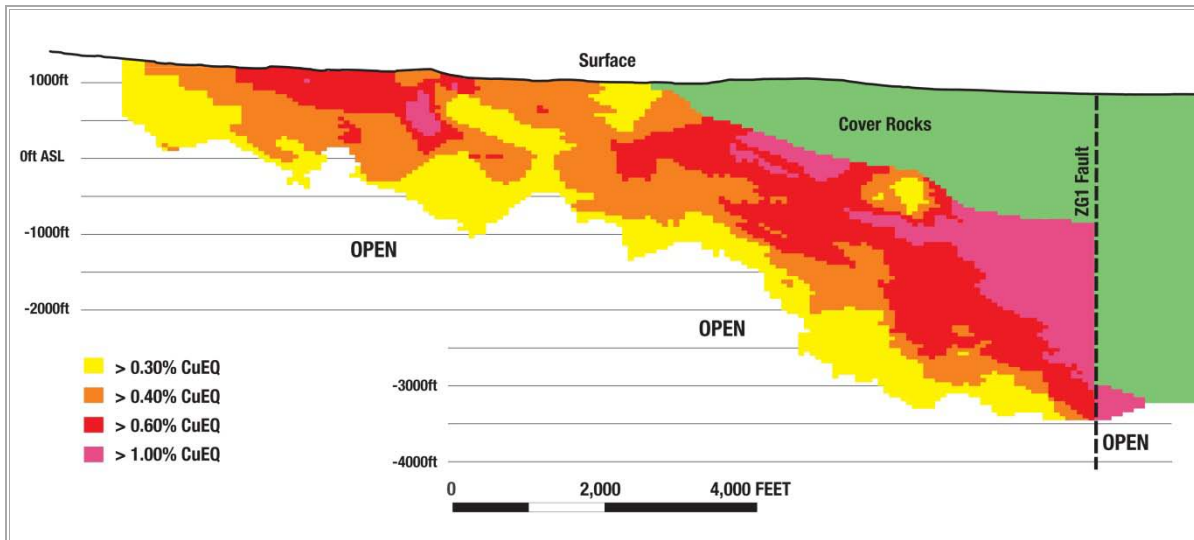 Surface
1000ft
Cover Rocks
0ft ASL
ZG1 Fault
-1000ft
OPEN
-2000ft
OPEN
> 0.30% CuEQ
> 0.40% CuEQ
> 0.60% CuEQ
> 1.00% CuEQ
-3000ft
OPEN
-4000ft
0 2,000 4,000 FEET